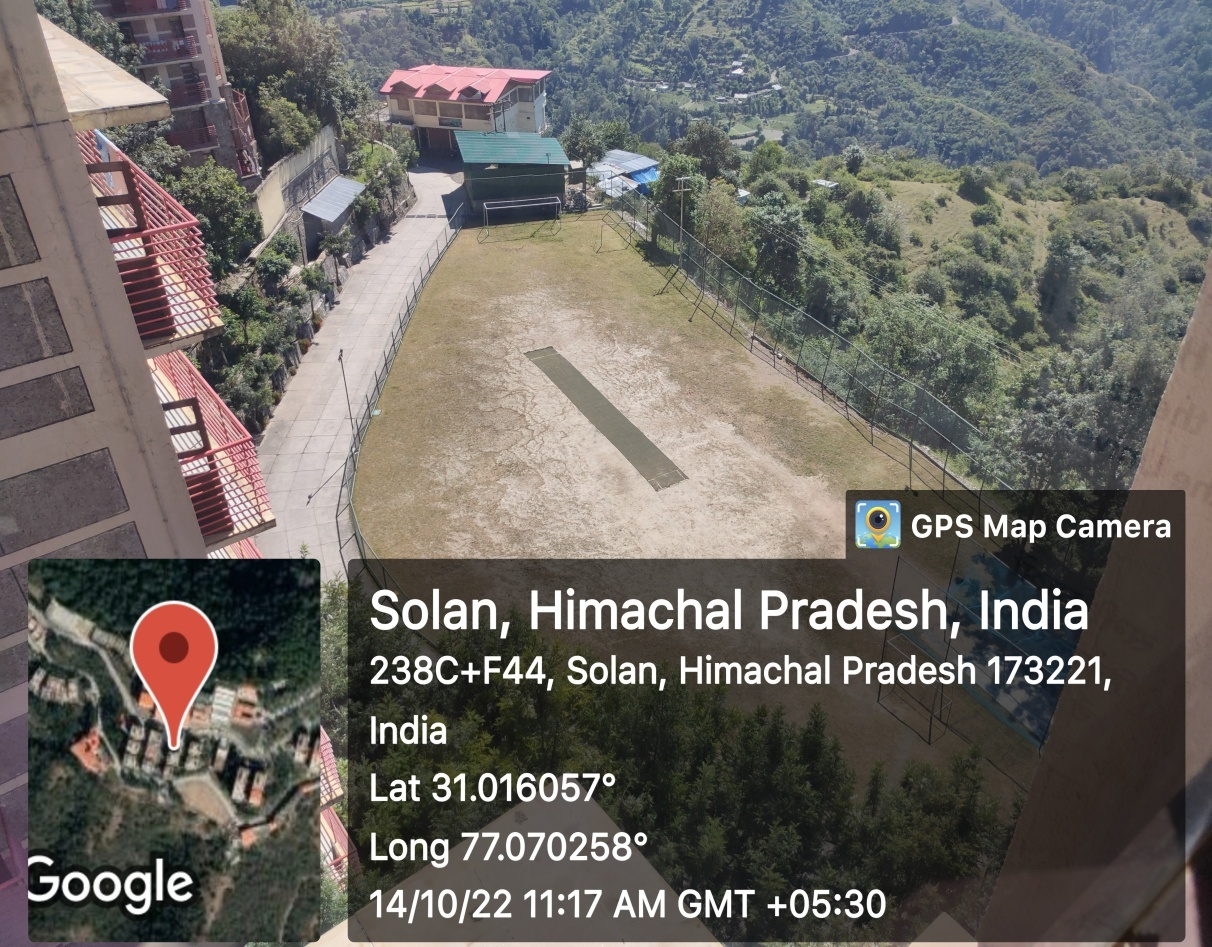 GPS Map Camera
Solan, Himachal Pradesh, India
238C+F44, Solan, Himachal Pradesh 173221,
India
Lat 31.016057°
Long 77.070258°
14/10/22 11:17 AM GMT +05:30
Google